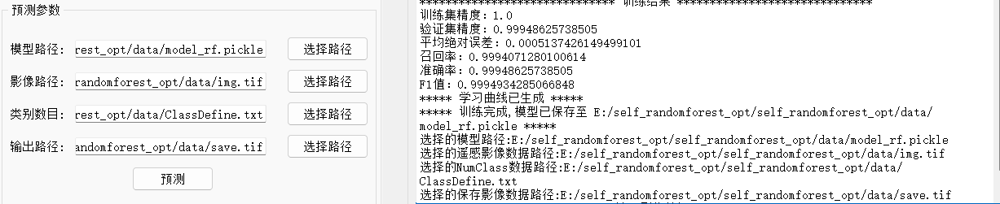 预测参数
模型路径: rest_opt/data/model_rf.pickle 选择路径
影像路径: randomforest_opt/data/img.tif 选择路径
类别数目: rest_opt/data/ClassDefine.txt 选择路径
输出路径: andomforest_opt/data/save.tif 选择路径
预测
****************************** 训练结果 ******************************
训练集精度: 1.0
验证集精度: 0.99948625738505
平均绝对误差: 0.0005137426149499101
召回率: 0.9994071280100614
准确率: 0.99948625738505
F1值: 0.99949342850668​48
***** 学习曲线已生成 *****
***** 训练完成,模型已保存至 E:/self_randomforest_opt/self_randomforest_opt/data/
model_rf.pickle *****
选择的模型路径:E:/self_randomforest_opt/self_randomforest_opt/data/model_rf.pickle
选择的遥感影像数据路径:E:/self_randomforest_opt/self_randomforest_opt/data/img.tif
选择的NumClass数据路径:E:/self_randomforest_opt/self_randomforest_opt/data/
ClassDefine.txt
选择的保存影像数据路径:E:/self_randomforest_opt/self_randomforest_opt/data/save.tif